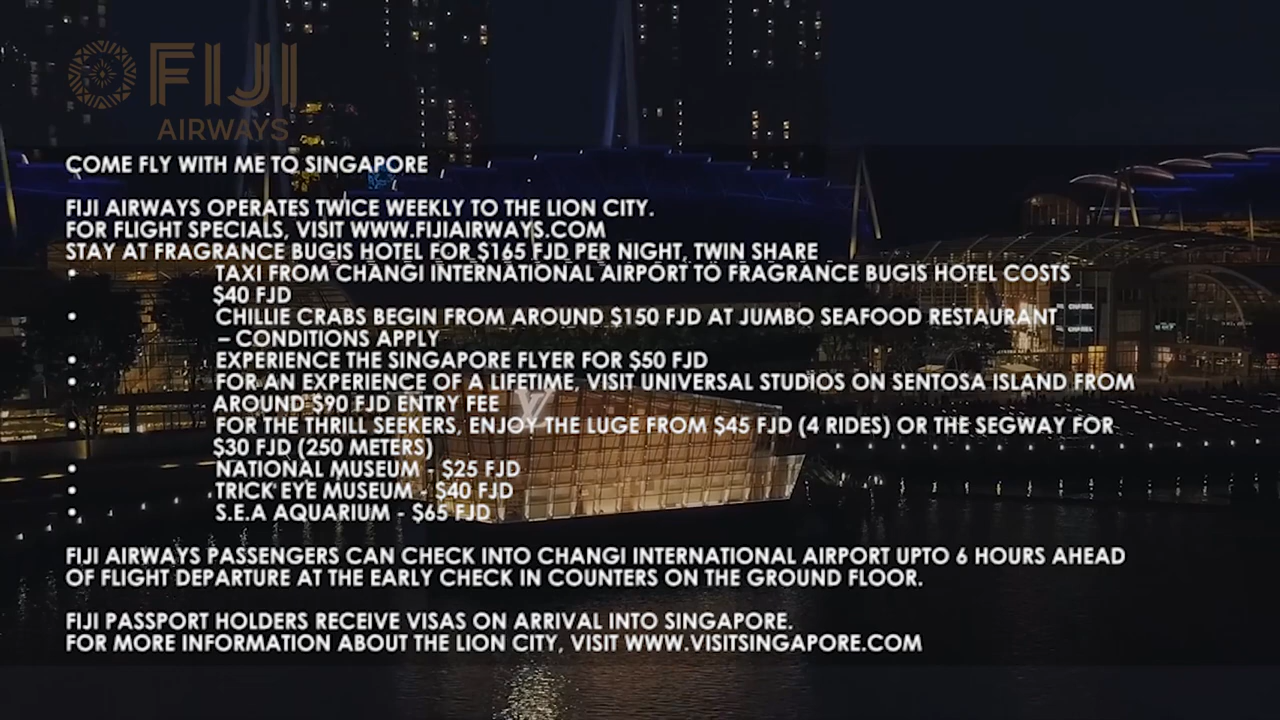 FIJI
AIRWAYS
COME FLY WITH ME TO SINGAPORE
FIJI AIRWAYS OPERATES TWICE WEEKLY TO THE LION CITY.
FOR FLIGHT SPECIALS, VISIT WWW.FIJIAIRWAYS.COM
STAY AT FRAGRANCE BUGIS HOTEL FOR $165 FJD PER NIGHT, TWIN SHARE
• TAXI FROM CHANGI INTERNATIONAL AIRPORT TO FRAGRANCE BUGIS HOTEL COSTS
$40 FJD
• CHILLIE CRABS BEGIN FROM AROUND $150 FJD AT JUMBO SEAFOOD RESTAURANT
– CONDITIONS APPLY
• EXPERIENCE THE SINGAPORE FLYER FOR $50 FJD
• FOR AN EXPERIENCE OF A LIFETIME, VISIT UNIVERSAL STUDIOS ON SENTOSA ISLAND FROM
AROUND $90 FJD ENTRY FEE
• FOR THE THRILL SEEKERS, ENJOY THE LUGE FROM $45 FJD (4 RIDES) OR THE SEGWAY FOR
$30 FJD (250 METERS)
• NATIONAL MUSEUM - $25 FJD
• TRICK EYE MUSEUM - $40 FJD
• S.E.A AQUARIUM - $65 FJD
FIJI AIRWAYS PASSENGERS CAN CHECK INTO CHANGI INTERNATIONAL AIRPORT UPTO 6 HOURS AHEAD
OF FLIGHT DEPARTURE AT THE EARLY CHECK IN COUNTERS ON THE GROUND FLOOR.
FIJI PASSPORT HOLDERS RECEIVE VISAS ON ARRIVAL INTO SINGAPORE.
FOR MORE INFORMATION ABOUT THE LION CITY, VISIT WWW.VISITSINGAPORE.COM
CHANEL
CHANEL
LV